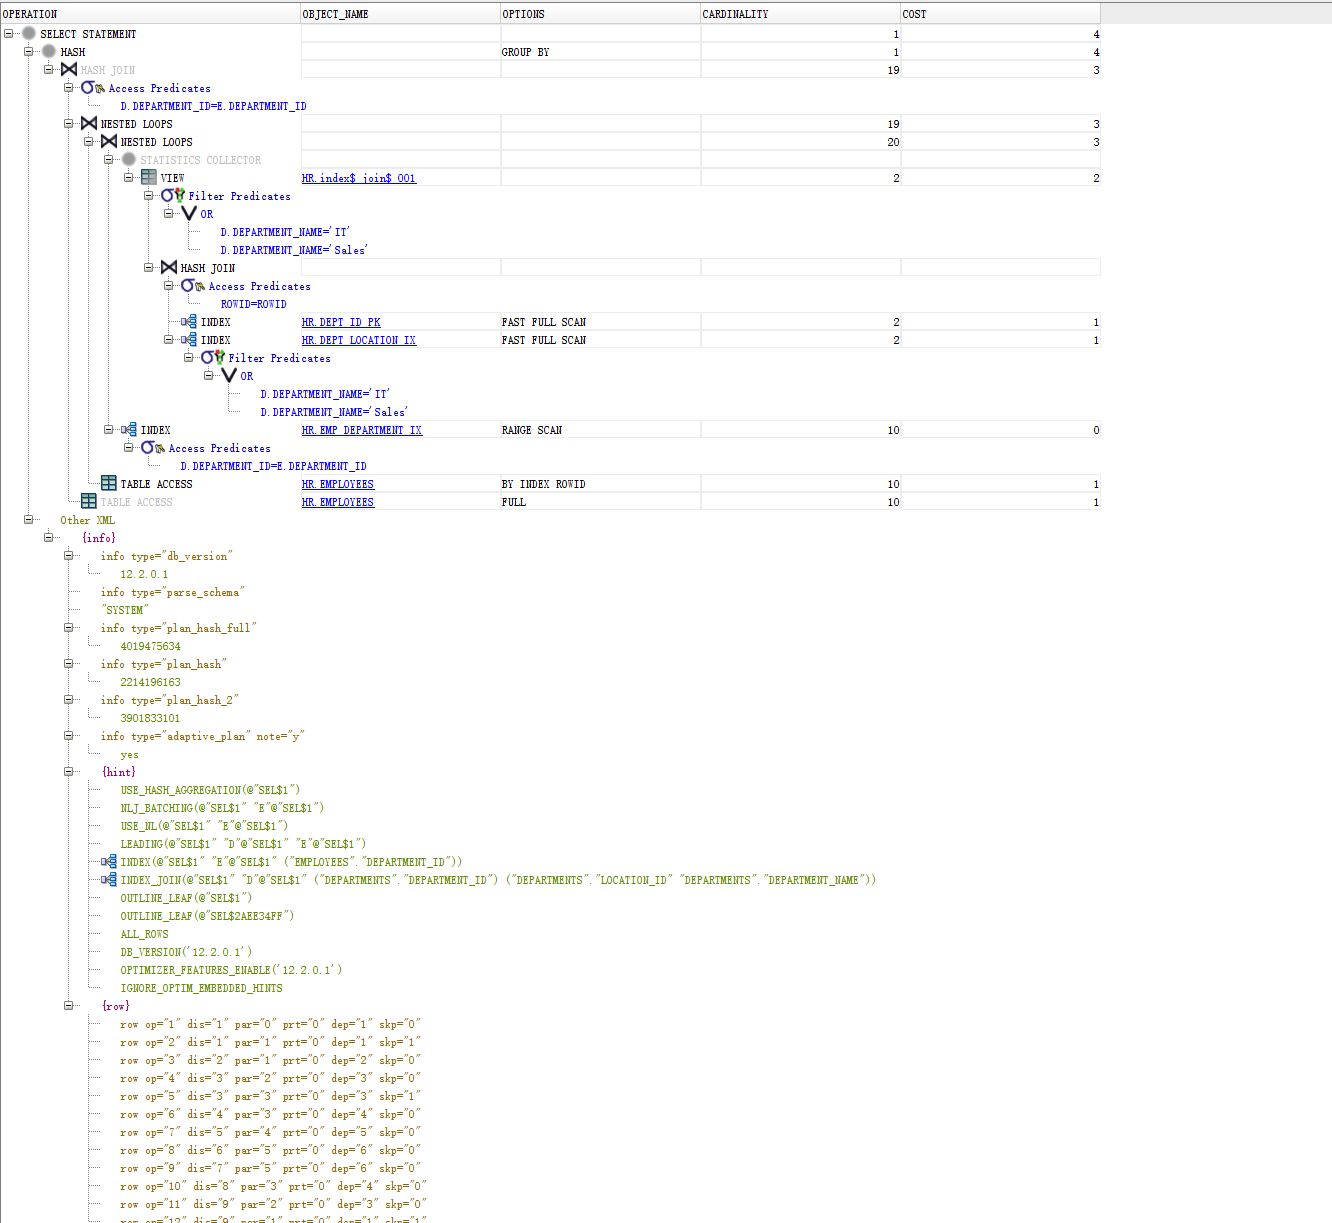 OPERATION OBJECT_NAME OPTIONS CARDINALITY COST
SELECT STATEMENT 1 4
HASH GROUP BY 1 4
HASH JOIN 19 3
Access Predicates
D.DEPARTMENT_ID=E.DEPARTMENT_ID
NESTED LOOPS 19 3
NESTED LOOPS 20 3
STATISTICS COLLECTOR
VIEW HR.index$_join$_001 2 2
Filter Predicates
OR
D.DEPARTMENT_NAME='IT'
D.DEPARTMENT_NAME='Sales'
HASH JOIN
Access Predicates
ROWID=ROWID
INDEX HR.DEPT_ID_PK FAST FULL SCAN 2 1
INDEX HR.DEPT_LOCATION_IX FAST FULL SCAN 2 1
Filter Predicates
OR
D.DEPARTMENT_NAME='IT'
D.DEPARTMENT_NAME='Sales'
INDEX HR.EMP_DEPARTMENT_IX RANGE SCAN 10 0
Access Predicates
D.DEPARTMENT_ID=E.DEPARTMENT_ID
TABLE ACCESS HR.EMPLOYEES BY INDEX ROWID 10 1
TABLE ACCESS HR.EMPLOYEES FULL 10 1
Other XML
{info}
info type="db_version"
12.2.0.1
info type="parse_schema"
"SYSTEM"
info type="plan_hash_full"
4019475634
info type="plan_hash"
2214196163
info type="plan_hash_2"
3901833101
info type="adaptive_plan" note="y"
yes
{hint}
USE_HASH_AGGREGATION(@"SEL$1")
NLJ_BATCHING(@"SEL$1" "E"@"SEL$1")
USE_NL(@"SEL$1" "E"@"SEL$1")
LEADING(@"SEL$1" "D"@"SEL$1" "E"@"SEL$1")
INDEX(@"SEL$1" "E"@"SEL$1" ("EMPLOYEES"."DEPARTMENT_ID"))
INDEX_JOIN(@"SEL$1" "D"@"SEL$1" ("DEPARTMENTS"."DEPARTMENT_ID") ("DEPARTMENTS"."LOCATION_ID" "DEPARTMENTS"."DEPARTMENT_NAME"))
OUTLINE_LEAF(@"SEL$1")
OUTLINE_LEAF(@"SEL$2AEE34FF")
ALL_ROWS
DB_VERSION('12.2.0.1')
OPTIMIZER_FEATURES_ENABLE('12.2.0.1')
IGNORE_OPTIM_EMBEDDED_HINTS
{row}
row op="1" dis="1" par="0" prt="0" dep="1" skp="0"
row op="2" dis="1" par="1" prt="0" dep="1" skp="1"
row op="3" dis="2" par="1" prt="0" dep="2" skp="0"
row op="4" dis="3" par="2" prt="0" dep="3" skp="0"
row op="5" dis="3" par="3" prt="0" dep="3" skp="1"
row op="6" dis="4" par="3" prt="0" dep="4" skp="0"
row op="7" dis="5" par="4" prt="0" dep="5" skp="0"
row op="8" dis="6" par="5" prt="0" dep="6" skp="0"
row op="9" dis="7" par="5" prt="0" dep="6" skp="0"
row op="10" dis="8" par="3" prt="0" dep="4" skp="0"
row op="11" dis="9" par="2" prt="0" dep="3" skp="0"
row op="12" dis="9" par="1" prt="0" dep="1" skp="1"